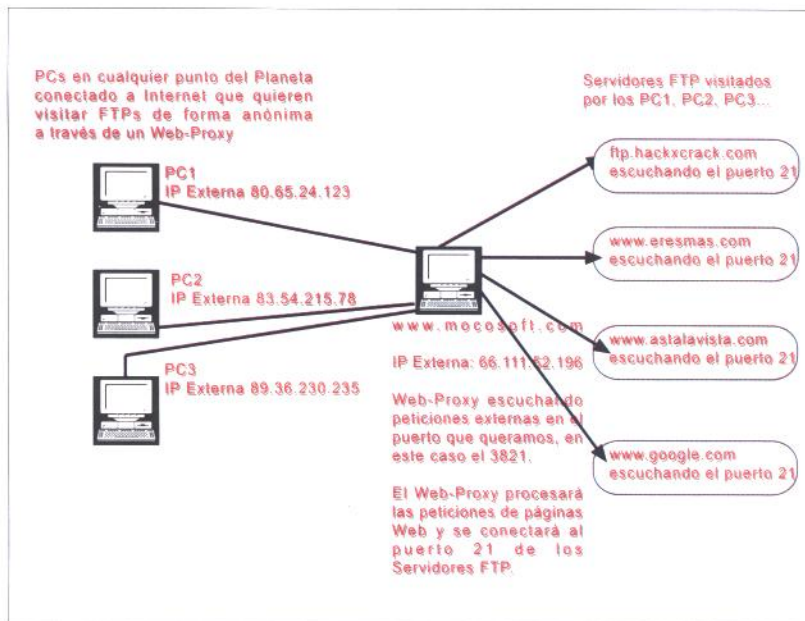 PCs en cualquier punto del Planeta
conectado a Internet que quieren
visitar FTPs de forma anónima
a través de un Web-Proxy
Servidores FTP visitados
por los PC1, PC2, PC3...
PC1
IP Externa 80.65.24.123
PC2
IP Externa 83.54.215.78
PC3
IP Externa 89.36.230.235
www.mocosoft.com
IP Externa: 66.111.52.196
Web-Proxy escuchando
peticiones externas en el
puerto que queramos, en
este caso el 3821.
El Web-Proxy procesará
las peticiones de páginas
Web y se conectará al
puerto 21 de los
Servidores FTP.
ftp.hackxcrack.com
escuchando el puerto 21
www.eresmas.com
escuchando el puerto 21
www.astalavista.com
escuchando el puerto 21
www.google.com
escuchando el puerto 21